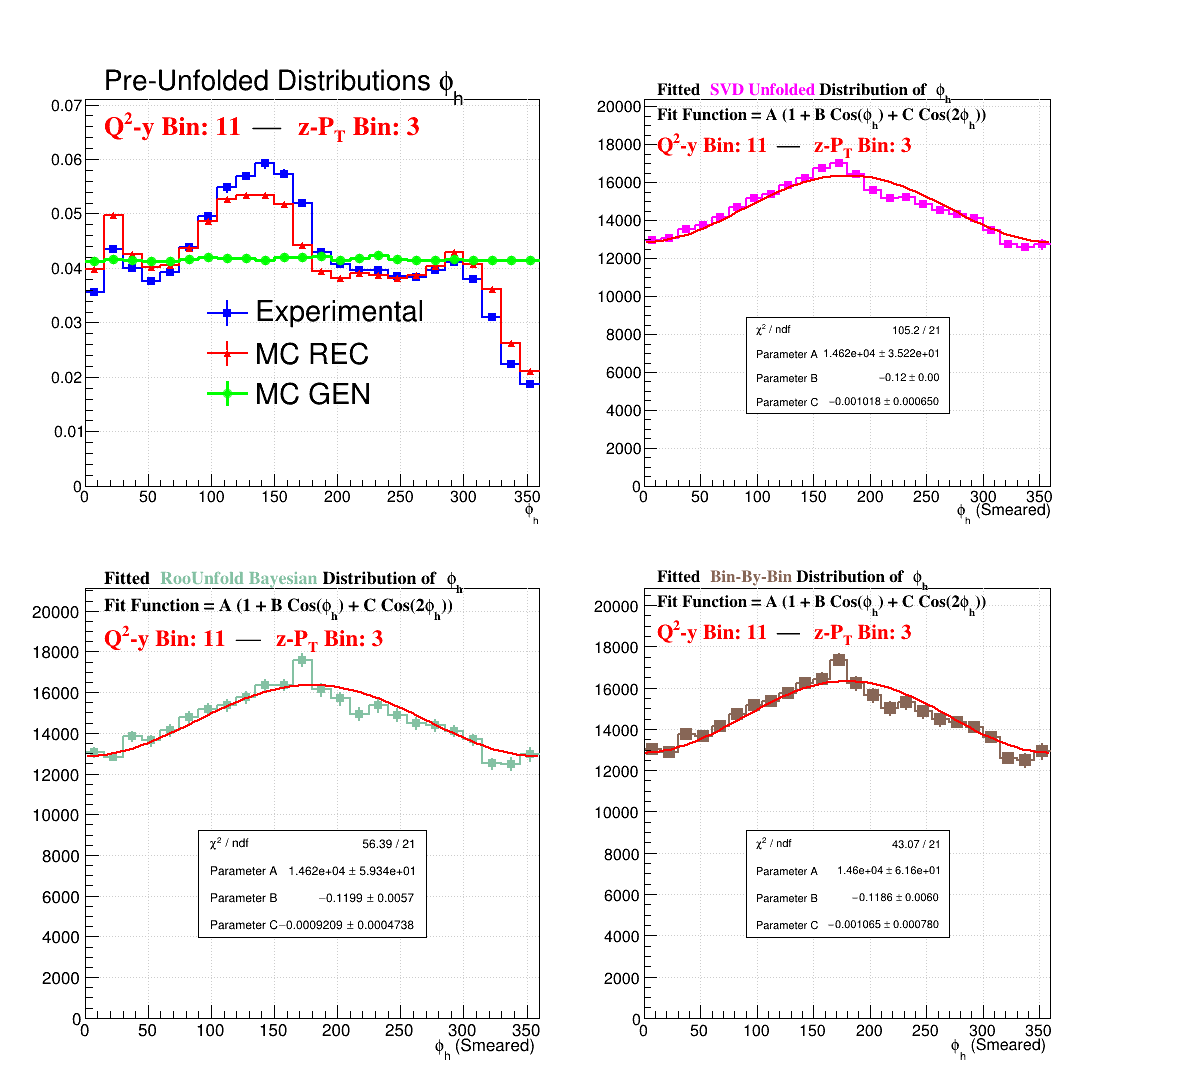 Pre-Unfolded Distributions ϕh
Q²-y Bin: 11 — z-PT Bin: 3
0.07
0.06
0.05
0.04
0.03
0.02
0.01
0
Experimental
MC REC
MC GEN
0 50 100 150 200 250 300 350
ϕh
Fitted SVD Unfolded Distribution of ϕh
Fit Function = A (1 + B Cos(ϕh) + C Cos(2ϕh))
Q²-y Bin: 11 — z-PT Bin: 3
20000
18000
16000
14000
12000
10000
8000
6000
4000
2000
0
χ² / ndf 105.2 / 21
Parameter A 1.462e+04 ± 3.522e+01
Parameter B −0.12 ± 0.00
Parameter C −0.001018 ± 0.000650
0 50 100 150 200 250 300 350
ϕh (Smeared)
Fitted RooUnfold Bayesian Distribution of ϕh
Fit Function = A (1 + B Cos(ϕh) + C Cos(2ϕh))
Q²-y Bin: 11 — z-PT Bin: 3
20000
18000
16000
14000
12000
10000
8000
6000
4000
2000
0
χ² / ndf 56.39 / 21
Parameter A 1.462e+04 ± 5.934e+01
Parameter B −0.1199 ± 0.0057
Parameter C −0.0009209 ± 0.0004738
0 50 100 150 200 250 300 350
ϕh (Smeared)
Fitted Bin-By-Bin Distribution of ϕh
Fit Function = A (1 + B Cos(ϕh) + C Cos(2ϕh))
Q²-y Bin: 11 — z-PT Bin: 3
20000
18000
16000
14000
12000
10000
8000
6000
4000
2000
0
χ² / ndf 43.07 / 21
Parameter A 1.46e+04 ± 6.16e+01
Parameter B −0.1186 ± 0.0060
Parameter C −0.001065 ± 0.000780
0 50 100 150 200 250 300 350
ϕh (Smeared)